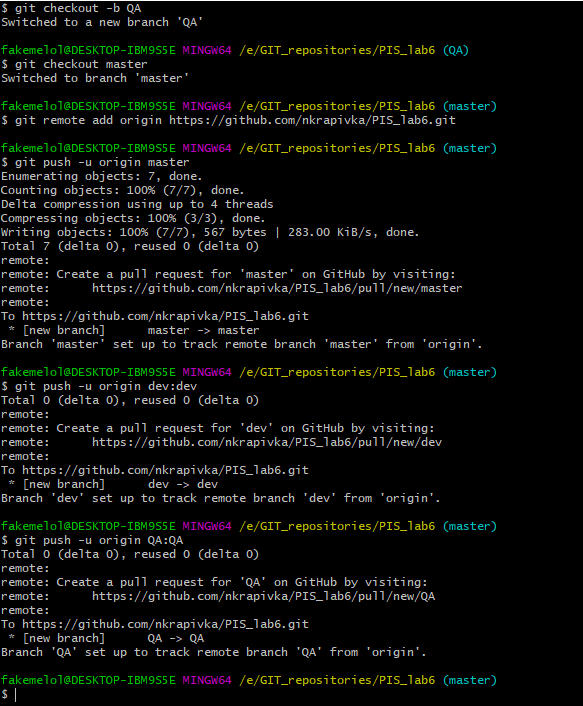 $ git checkout -b QA
Switched to a new branch 'QA'
fakemelol@DESKTOP-IBM9S5E MINGW64 /e/GIT_repositories/PIS_lab6 (QA)
$ git checkout master
Switched to branch 'master'
fakemelol@DESKTOP-IBM9S5E MINGW64 /e/GIT_repositories/PIS_lab6 (master)
$ git remote add origin https://github.com/nkrapivka/PIS_lab6.git
fakemelol@DESKTOP-IBM9S5E MINGW64 /e/GIT_repositories/PIS_lab6 (master)
$ git push -u origin master
Enumerating objects: 7, done.
Counting objects: 100% (7/7), done.
Delta compression using up to 4 threads
Compressing objects: 100% (3/3), done.
Writing objects: 100% (7/7), 567 bytes | 283.00 KiB/s, done.
Total 7 (delta 0), reused 0 (delta 0)
remote:
remote: Create a pull request for 'master' on GitHub by visiting:
remote:      https://github.com/nkrapivka/PIS_lab6/pull/new/master
remote:
To https://github.com/nkrapivka/PIS_lab6.git
 * [new branch]      master -> master
Branch 'master' set up to track remote branch 'master' from 'origin'.
fakemelol@DESKTOP-IBM9S5E MINGW64 /e/GIT_repositories/PIS_lab6 (master)
$ git push -u origin dev:dev
Total 0 (delta 0), reused 0 (delta 0)
remote:
remote: Create a pull request for 'dev' on GitHub by visiting:
remote:      https://github.com/nkrapivka/PIS_lab6/pull/new/dev
remote:
To https://github.com/nkrapivka/PIS_lab6.git
 * [new branch]      dev -> dev
Branch 'dev' set up to track remote branch 'dev' from 'origin'.
fakemelol@DESKTOP-IBM9S5E MINGW64 /e/GIT_repositories/PIS_lab6 (master)
$ git push -u origin QA:QA
Total 0 (delta 0), reused 0 (delta 0)
remote:
remote: Create a pull request for 'QA' on GitHub by visiting:
remote:      https://github.com/nkrapivka/PIS_lab6/pull/new/QA
remote:
To https://github.com/nkrapivka/PIS_lab6.git
 * [new branch]      QA -> QA
Branch 'QA' set up to track remote branch 'QA' from 'origin'.
fakemelol@DESKTOP-IBM9S5E MINGW64 /e/GIT_repositories/PIS_lab6 (master)
$